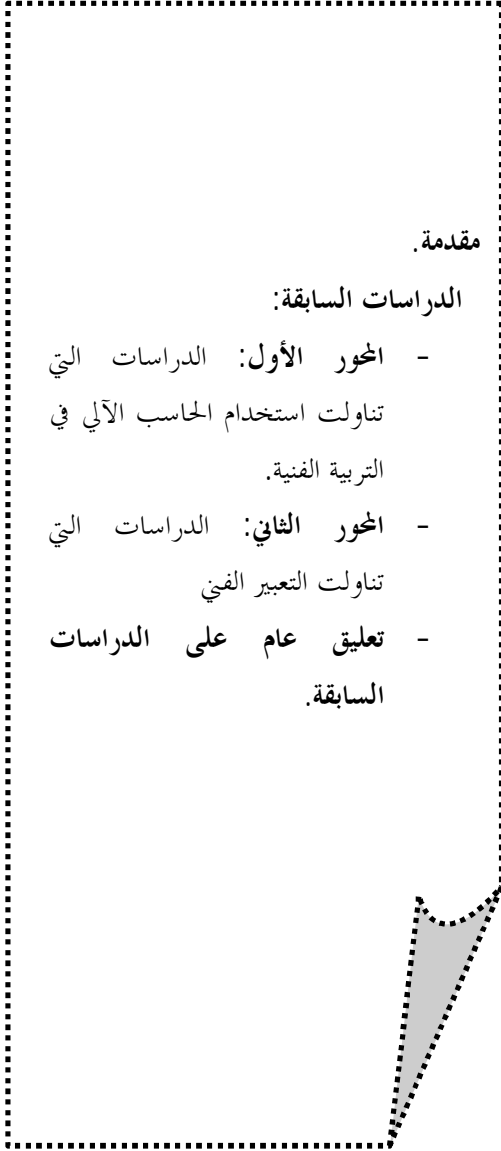 مقدمة.
الدراسات السابقة:
- المحور الأول: الدراسات التي
تناولت استخدام الحاسب الآلي في
التربية الفنية.
- المحور الثاني: الدراسات التي
تناولت التعبير الفني
- تعليق عام على الدراسات
السابقة.